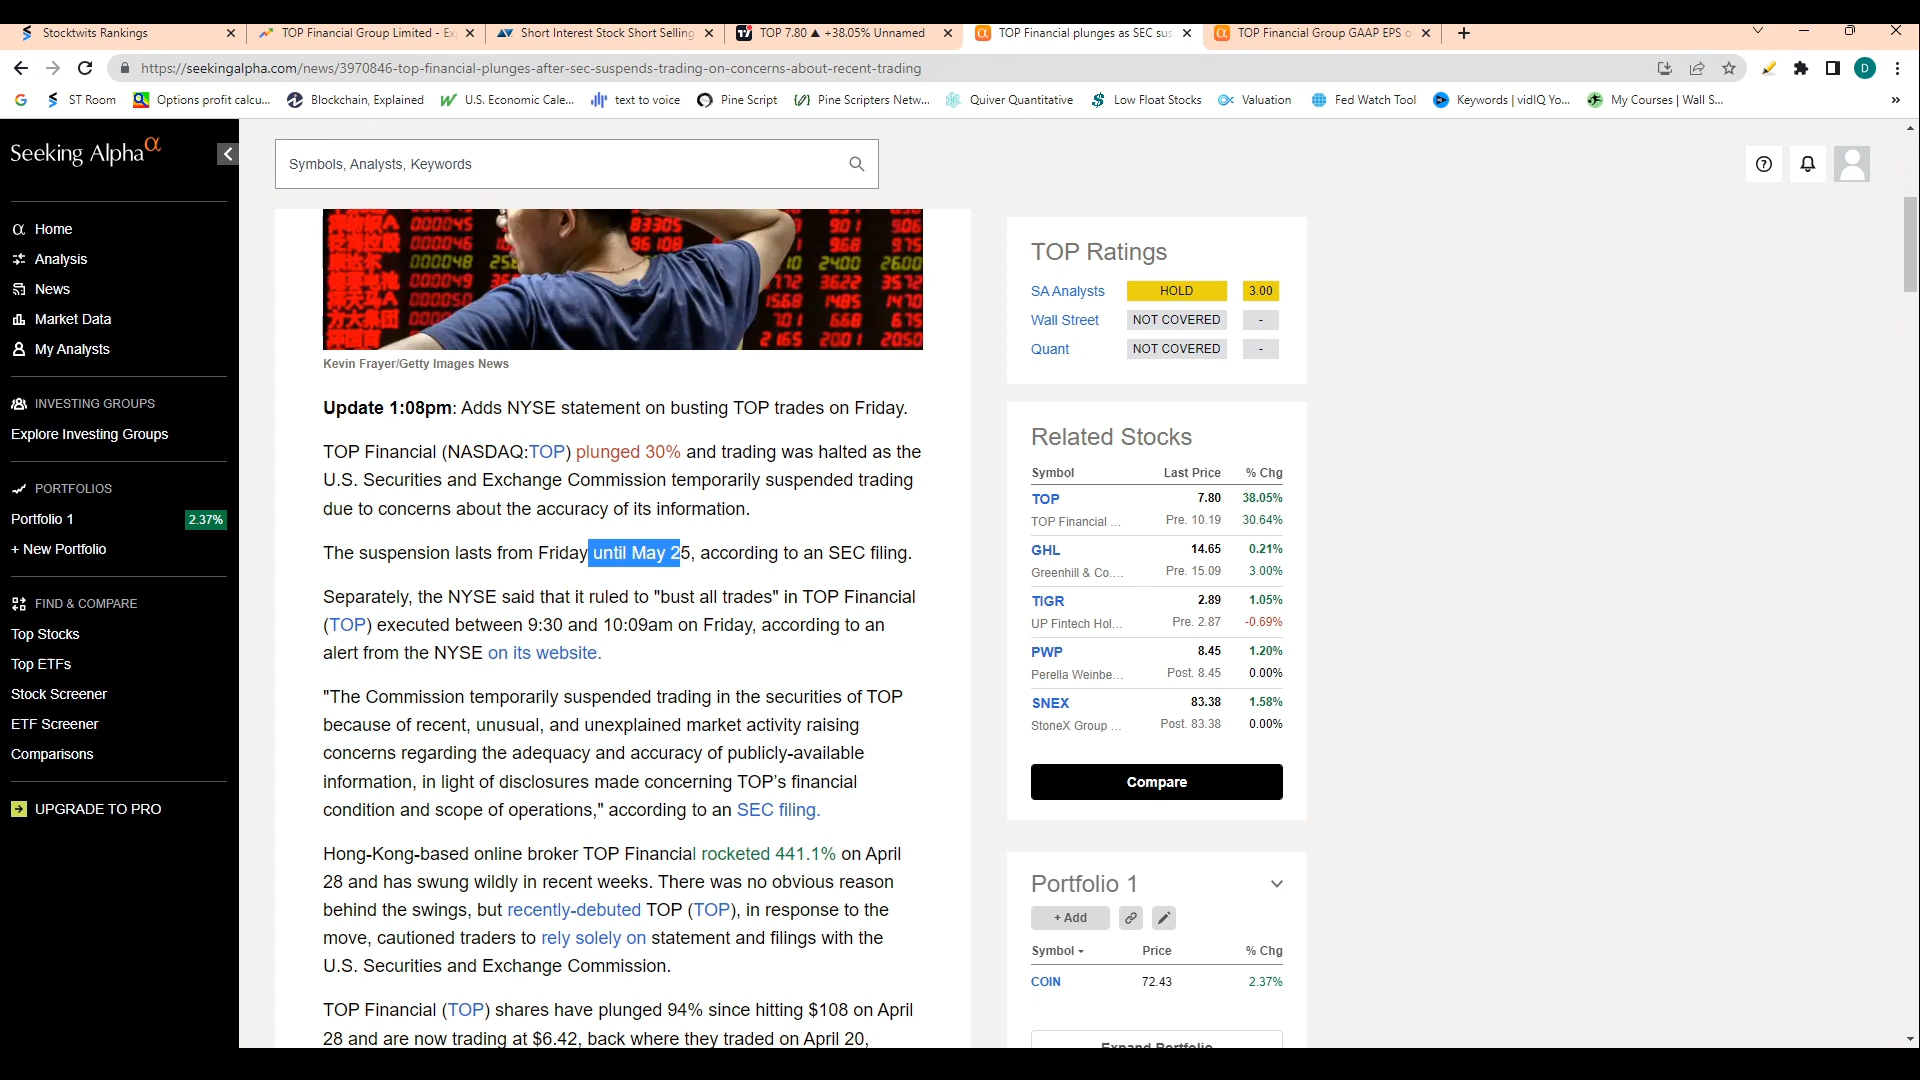 Stocktwits Rankings
TOP Financial Group Limited - Ex
Short Interest Stock Short Selling
TOP 7.80 ▲ +38.05% Unnamed
TOP Financial plunges as SEC sus
TOP Financial Group GAAP EPS o
https://seekingalpha.com/news/3970846-top-financial-plunges-after-sec-suspends-trading-on-concerns-about-recent-trading
D
ST Room
Options profit calcu...
Blockchain, Explained
U.S. Economic Cale...
text to voice
Pine Script
Pine Scripters Netw...
Quiver Quantitative
Low Float Stocks
Valuation
Fed Watch Tool
Keywords | vidIQ Yo...
My Courses | Wall S...
»
Seeking Alpha α
Symbols, Analysts, Keywords
Home
Analysis
News
Market Data
My Analysts
INVESTING GROUPS
Explore Investing Groups
PORTFOLIOS
Portfolio 1 2.37%
+ New Portfolio
FIND & COMPARE
Top Stocks
Top ETFs
Stock Screener
ETF Screener
Comparisons
UPGRADE TO PRO
Kevin Frayer/Getty Images News
Update 1:08pm: Adds NYSE statement on busting TOP trades on Friday.
TOP Financial (NASDAQ:TOP) plunged 30% and trading was halted as the
U.S. Securities and Exchange Commission temporarily suspended trading
due to concerns about the accuracy of its information.
The suspension lasts from Friday until May 25, according to an SEC filing.
Separately, the NYSE said that it ruled to "bust all trades" in TOP Financial
(TOP) executed between 9:30 and 10:09am on Friday, according to an
alert from the NYSE on its website.
"The Commission temporarily suspended trading in the securities of TOP
because of recent, unusual, and unexplained market activity raising
concerns regarding the adequacy and accuracy of publicly-available
information, in light of disclosures made concerning TOP's financial
condition and scope of operations," according to an SEC filing.
Hong-Kong-based online broker TOP Financial rocketed 441.1% on April
28 and has swung wildly in recent weeks. There was no obvious reason
behind the swings, but recently-debuted TOP (TOP), in response to the
move, cautioned traders to rely solely on statement and filings with the
U.S. Securities and Exchange Commission.
TOP Financial (TOP) shares have plunged 94% since hitting $108 on April
28 and are now trading at $6.42, back where they traded on April 20,
TOP Ratings
SA Analysts HOLD 3.00
Wall Street NOT COVERED -
Quant NOT COVERED -
Related Stocks
Symbol Last Price % Chg
TOP 7.80 38.05%
TOP Financial ... Pre. 10.19 30.64%
GHL 14.65 0.21%
Greenhill & Co.... Pre. 15.09 3.00%
TIGR 2.89 1.05%
UP Fintech Hol... Pre. 2.87 -0.69%
PWP 8.45 1.20%
Perella Weinbe... Post. 8.45 0.00%
SNEX 83.38 1.58%
StoneX Group ... Post. 83.38 0.00%
Compare
Portfolio 1
+ Add
Symbol Price % Chg
COIN 72.43 2.37%
Expand Portfolio